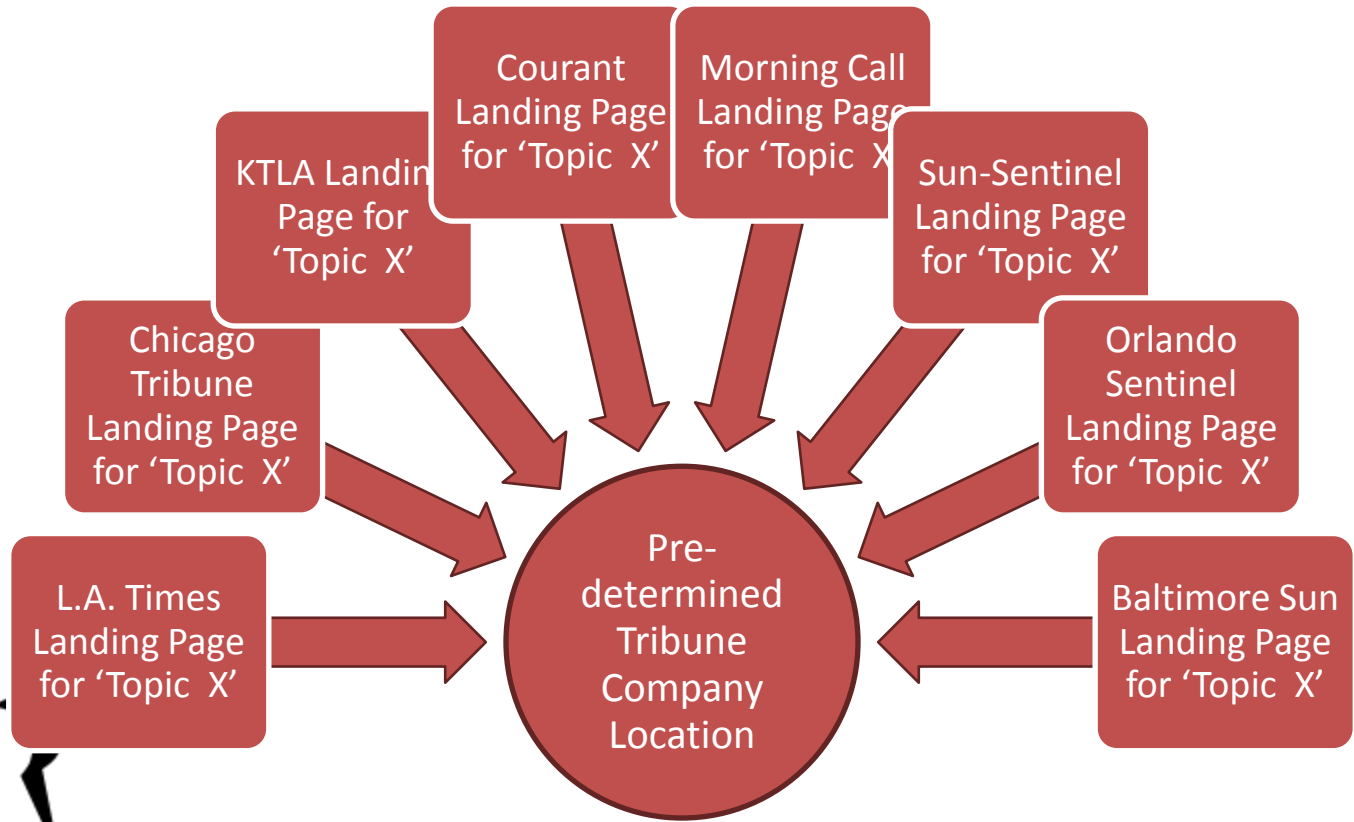 Courant
Landing Page
for ‘Topic X’
Morning Call
Landing Page
for ‘Topic X
KTLA Landin
Page for
‘Topic X’
Sun-Sentinel
Landing Page
for ‘Topic X’
Chicago
Tribune
Landing Page
for ‘Topic X’
Orlando
Sentinel
Landing Page
for ‘Topic X’
L.A. Times
Landing Page
for ‘Topic X’
Pre-
determined
Tribune
Company
Location
Baltimore Sun
Landing Page
for ‘Topic X’